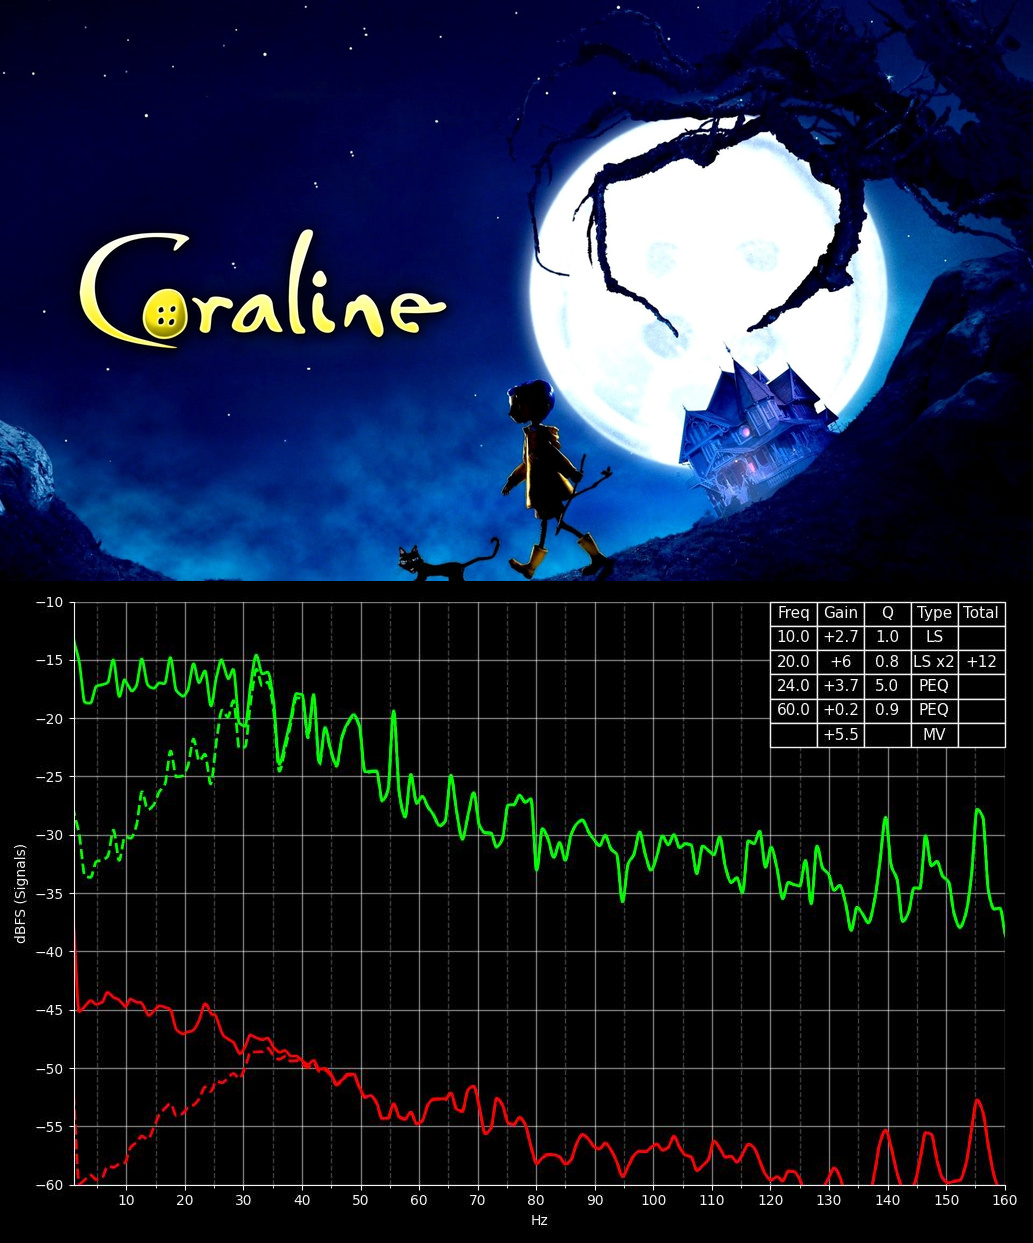 Coraline
Freq Gain Q Type Total
10.0 +2.7 1.0 LS
20.0 +6 0.8 LS x2 +12
24.0 +3.7 5.0 PEQ
60.0 +0.2 0.9 PEQ
+5.5 MV
−10
−15
−20
−25
−30
−35
−40
−45
−50
−55
−60
dBFS (Signals)
10 20 30 40 50 60 70 80 90 100 110 120 130 140 150 160
Hz